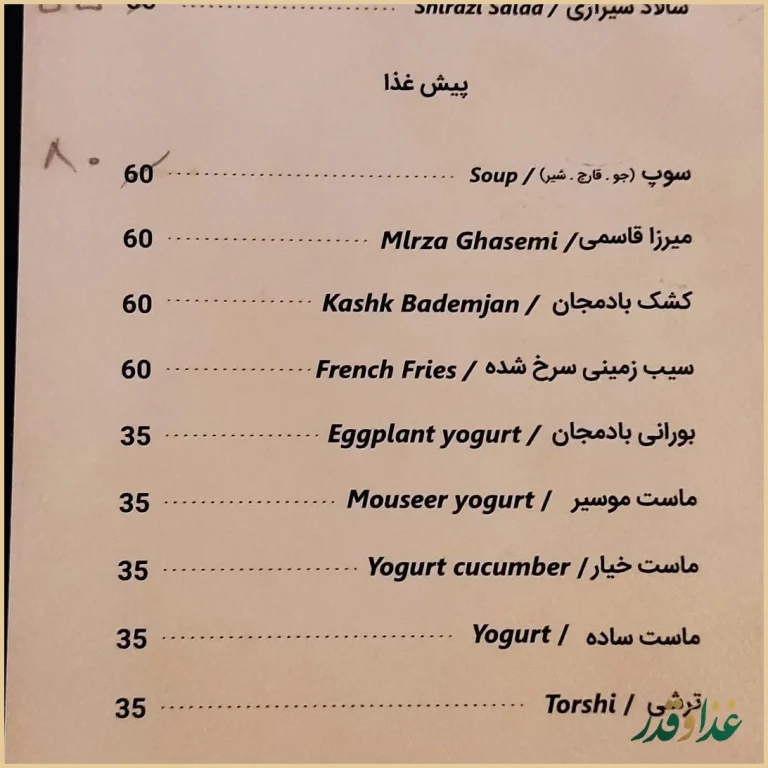 سالاد شیرازی / Shirazi Salad
پیش غذا
سوپ (جو . قارچ . شیر) / Soup 60 ۸۰
میرزا قاسمی/ MIrza Ghasemi 60
کشک بادمجان / Kashk Bademjan 60
سیب زمینی سرخ شده / French Fries 60
بورانی بادمجان / Eggplant yogurt 35
ماست موسیر / Mouseer yogurt 35
ماست خیار/ Yogurt cucumber 35
ماست ساده / Yogurt 35
ترشی / Torshi 35
غذا و قدر